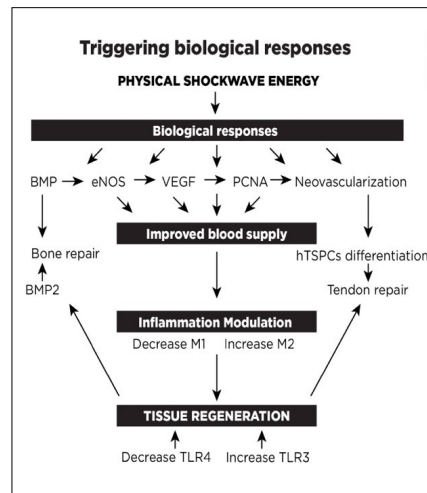 Triggering biological responses
PHYSICAL SHOCKWAVE ENERGY
Biological responses
BMP eNOS VEGF PCNA Neovascularization
Improved blood supply
Bone repair hTSPCs differentiation
BMP2 Tendon repair
Inflammation Modulation
Decrease M1 Increase M2
TISSUE REGENERATION
Decrease TLR4 Increase TLR3